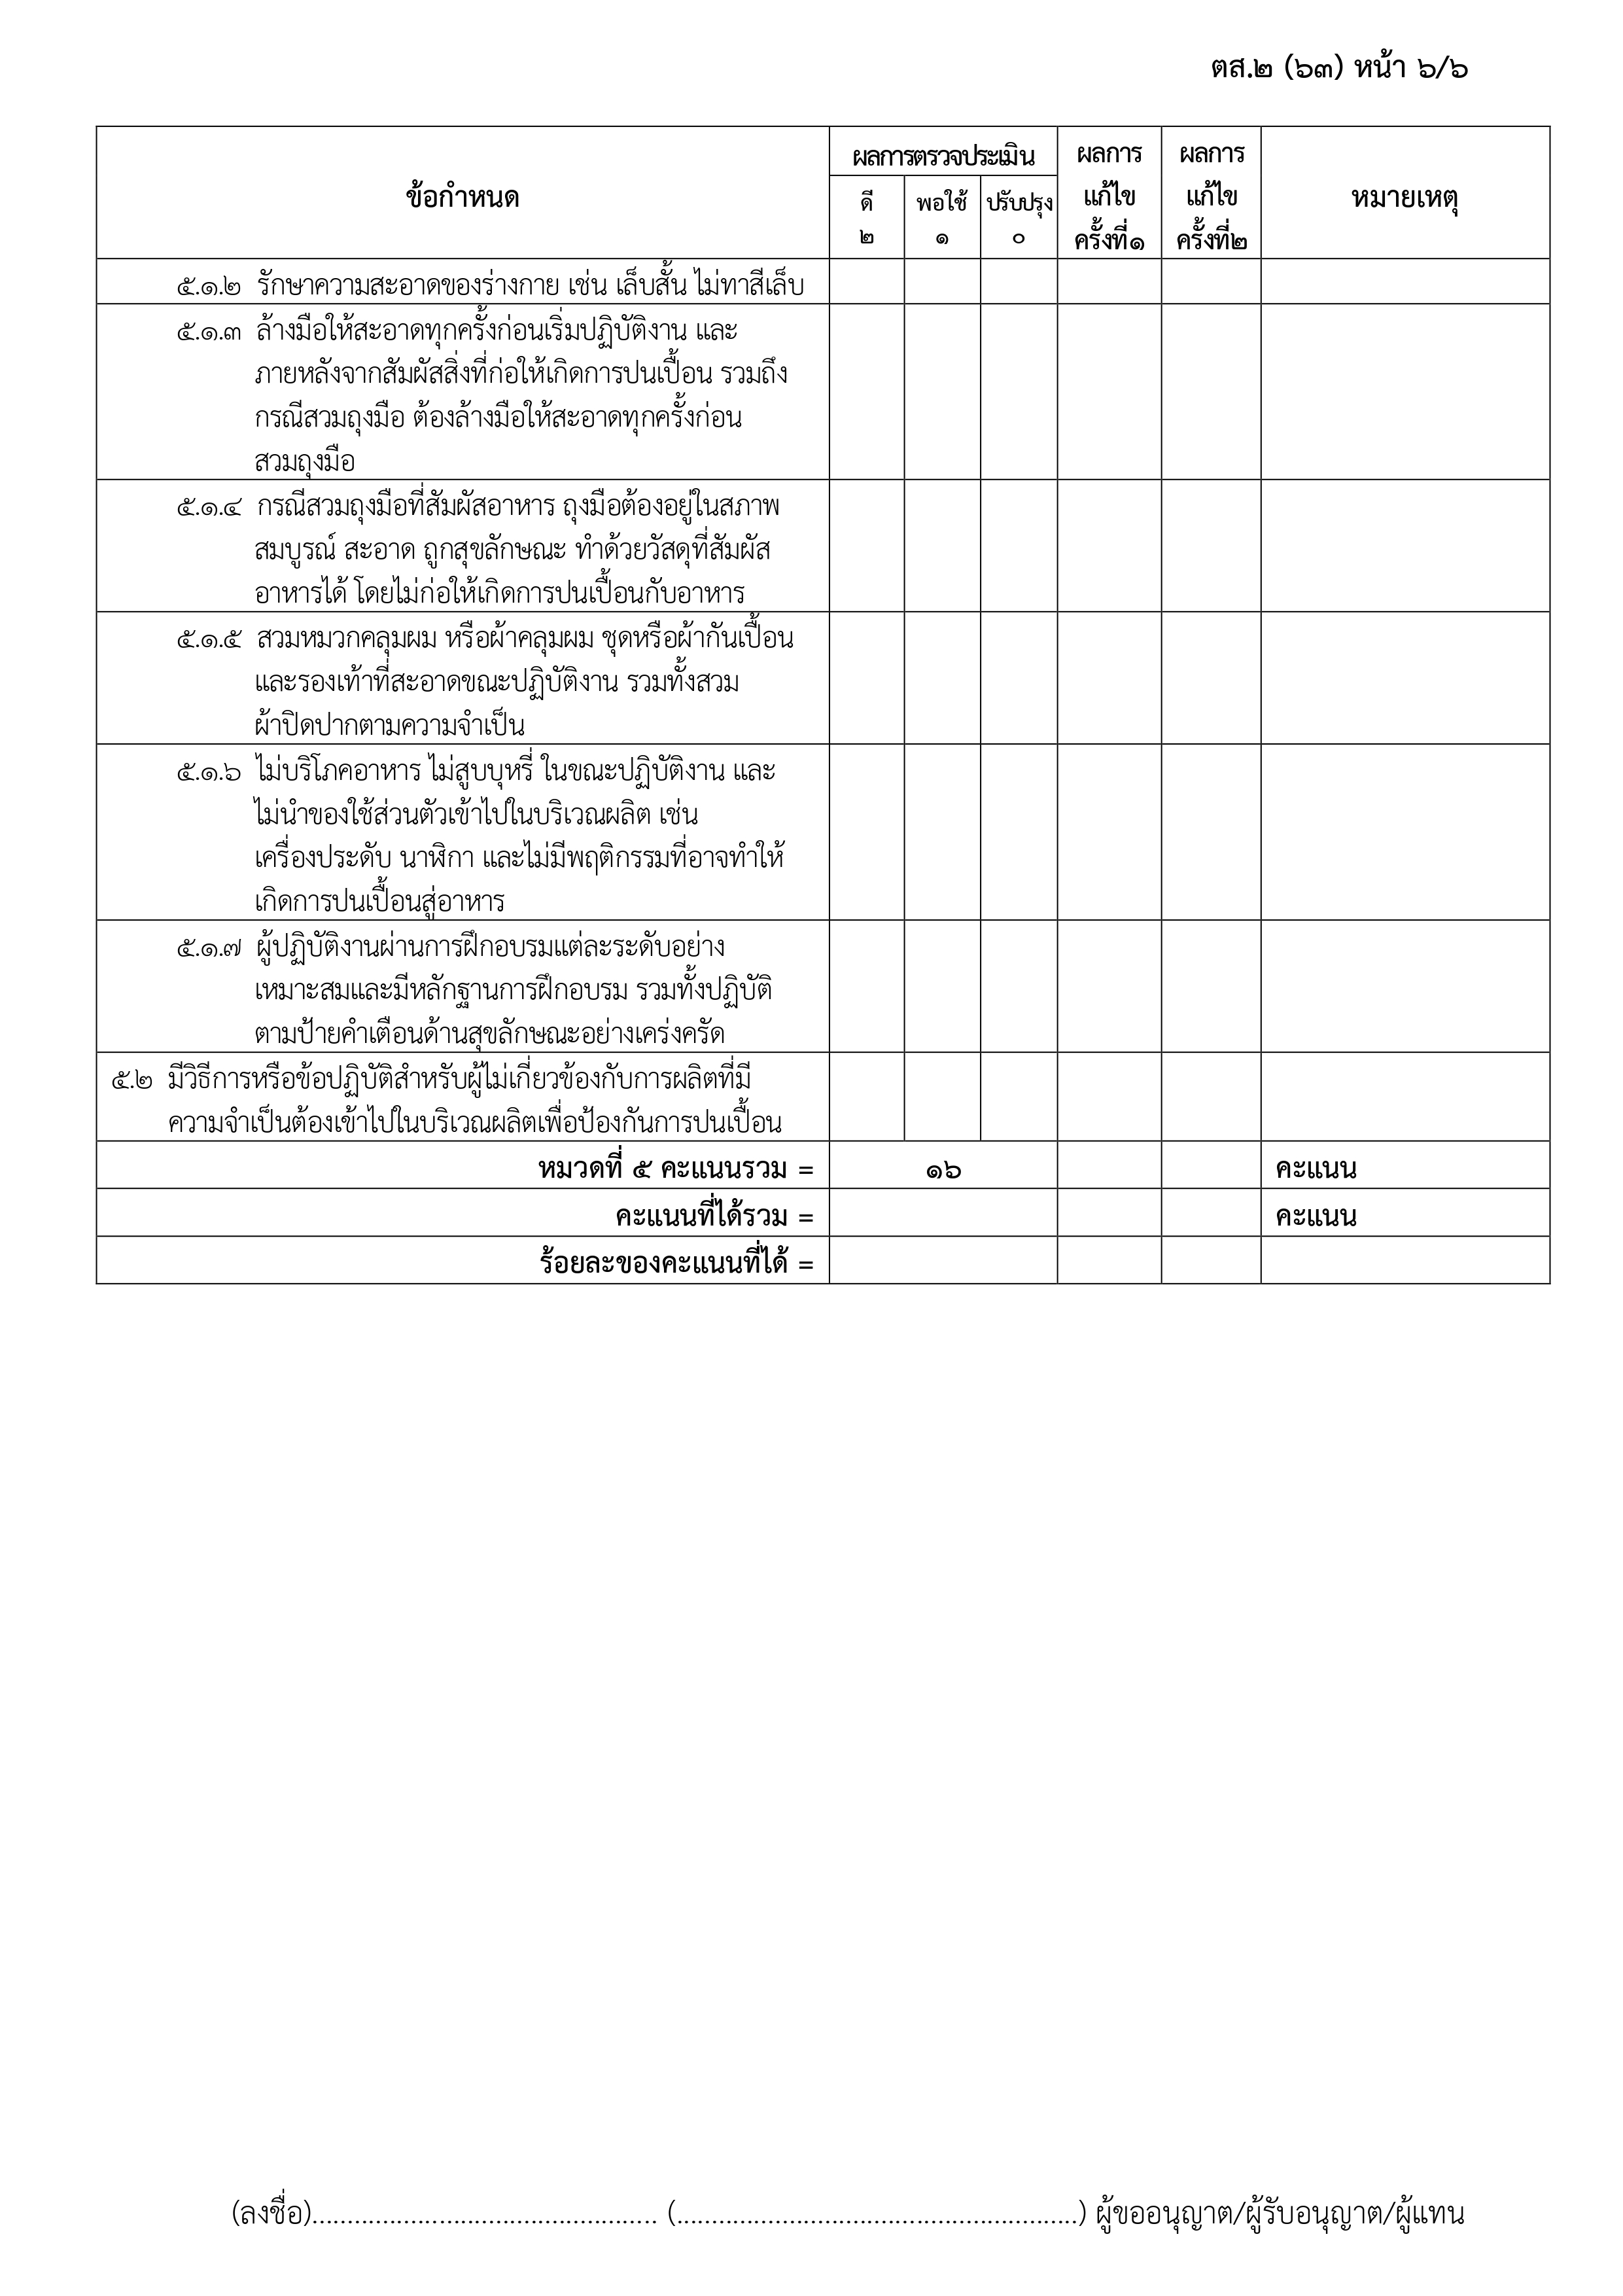 ตส.๒ (๖๓) หน้า ๖/๖
ข้อกำหนด
ผลการตรวจประเมิน
ดี
๒
พอใช้
๑
ปรับปรุง
๐
ผลการ
แก้ไข
ครั้งที่๑
ผลการ
แก้ไข
ครั้งที่๒
หมายเหตุ
๕.๑.๒ รักษาความสะอาดของร่างกาย เช่น เล็บสั้น ไม่ทาสีเล็บ
๕.๑.๓ ล้างมือให้สะอาดทุกครั้งก่อนเริ่มปฏิบัติงาน และ
ภายหลังจากสัมผัสสิ่งที่ก่อให้เกิดการปนเปื้อน รวมถึง
กรณีสวมถุงมือ ต้องล้างมือให้สะอาดทุกครั้งก่อน
สวมถุงมือ
๕.๑.๔ กรณีสวมถุงมือที่สัมผัสอาหาร ถุงมือต้องอยู่ในสภาพ
สมบูรณ์ สะอาด ถูกสุขลักษณะ ทำด้วยวัสดุที่สัมผัส
อาหารได้ โดยไม่ก่อให้เกิดการปนเปื้อนกับอาหาร
๕.๑.๕ สวมหมวกคลุมผม หรือผ้าคลุมผม ชุดหรือผ้ากันเปื้อน
และรองเท้าที่สะอาดขณะปฏิบัติงาน รวมทั้งสวม
ผ้าปิดปากตามความจำเป็น
๕.๑.๖ ไม่บริโภคอาหาร ไม่สูบบุหรี่ ในขณะปฏิบัติงาน และ
ไม่นำของใช้ส่วนตัวเข้าไปในบริเวณผลิต เช่น
เครื่องประดับ นาฬิกา และไม่มีพฤติกรรมที่อาจทำให้
เกิดการปนเปื้อนสู่อาหาร
๕.๑.๗ ผู้ปฏิบัติงานผ่านการฝึกอบรมแต่ละระดับอย่าง
เหมาะสมและมีหลักฐานการฝึกอบรม รวมทั้งปฏิบัติ
ตามป้ายคำเตือนด้านสุขลักษณะอย่างเคร่งครัด
๕.๒ มีวิธีการหรือข้อปฏิบัติสำหรับผู้ไม่เกี่ยวข้องกับการผลิตที่มี
ความจำเป็นต้องเข้าไปในบริเวณผลิตเพื่อป้องกันการปนเปื้อน
หมวดที่ ๕ คะแนนรวม = ๑๖ คะแนน
คะแนนที่ได้รวม = คะแนน
ร้อยละของคะแนนที่ได้ =
(ลงชื่อ)................................................. (.........................................................) ผู้ขออนุญาต/ผู้รับอนุญาต/ผู้แทน